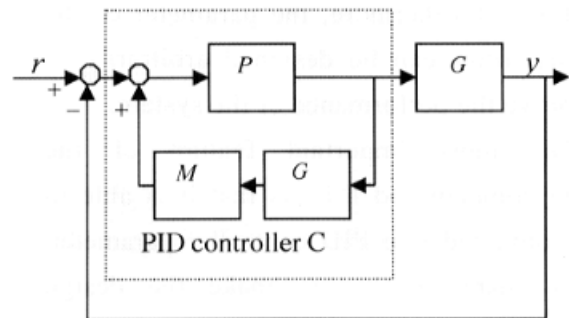 r P G y
+
− +
M G
PID controller C